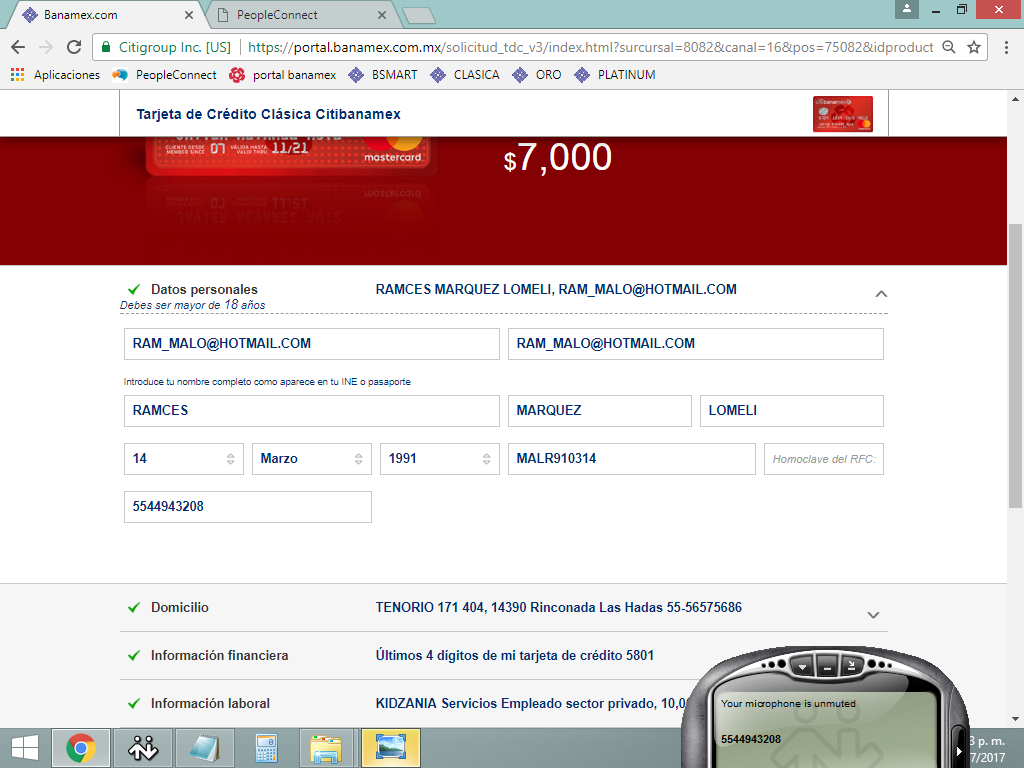 Banamex.com
PeopleConnect
Citigroup Inc. [US]
https://portal.banamex.com.mx/solicitud_tdc_v3/index.html?surcursal=8082&canal=16&pos=75082&idproduct
Aplicaciones PeopleConnect portal banamex BSMART CLASICA ORO PLATINUM
Tarjeta de Crédito Clásica Citibanamex
CLIENTE DESDE MEMBER SINCE 07 VÁLIDA HASTA VALID THRU 11/21
mastercard
$7,000
Datos personales RAMCES MARQUEZ LOMELI, RAM_MALO@HOTMAIL.COM
Debes ser mayor de 18 años
RAM_MALO@HOTMAIL.COM RAM_MALO@HOTMAIL.COM
Introduce tu nombre completo como aparece en tu INE o pasaporte
RAMCES MARQUEZ LOMELI
14 Marzo 1991 MALR910314 Homoclave del RFC:
5544943208
Domicilio TENORIO 171 404, 14390 Rinconada Las Hadas 55-56575686
Información financiera Últimos 4 dígitos de mi tarjeta de crédito 5801
Información laboral KIDZANIA Servicios Empleado sector privado, 10,0
Your microphone is unmuted
5544943208
3 p. m.
7/2017